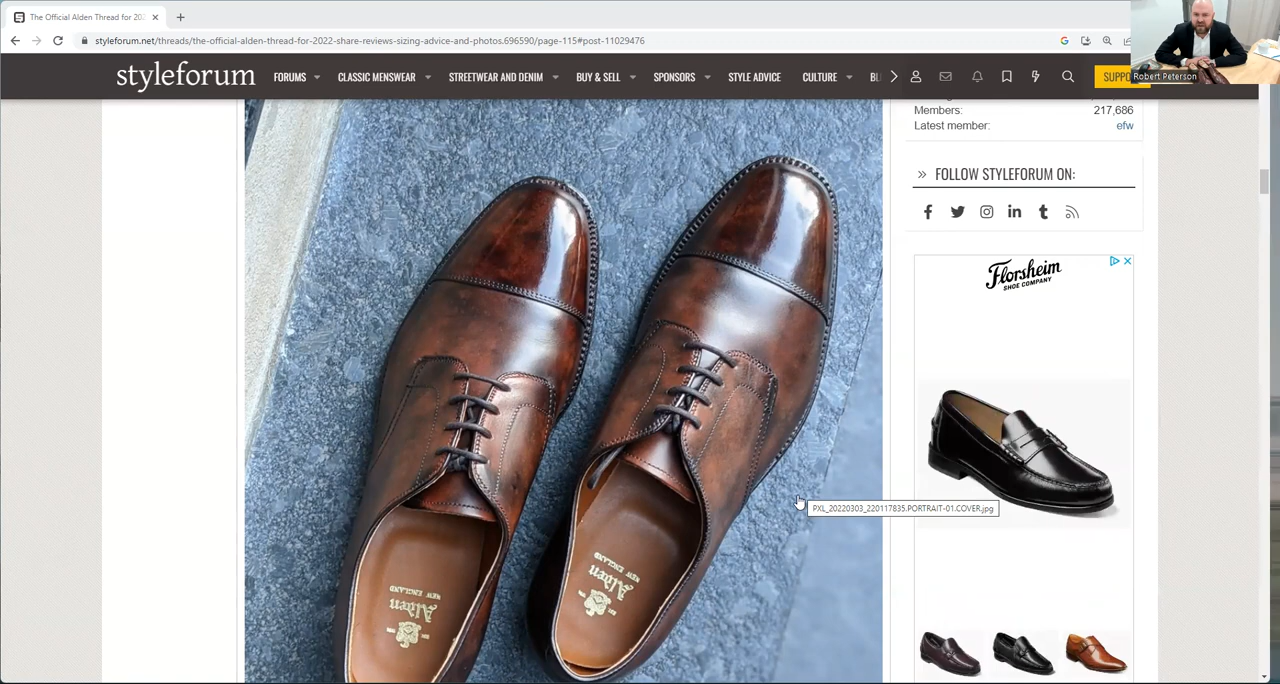 The Official Alden Thread for 202
styleforum.net/threads/the-official-alden-thread-for-2022-share-reviews-sizing-advice-and-photos.696590/page-115#post-11029476
Robert Peterson
styleforum
FORUMS
CLASSIC MENSWEAR
STREETWEAR AND DENIM
BUY & SELL
SPONSORS
STYLE ADVICE
CULTURE
BL
SUPPO
Members: 217,686
Latest member: efw
FOLLOW STYLEFORUM ON:
Florsheim
SHOE COMPANY
PXL_20220303_220117835.PORTRAIT-01.COVER.jpg
Alden
NEW ENGLAND
Alden
NEW ENGLAND